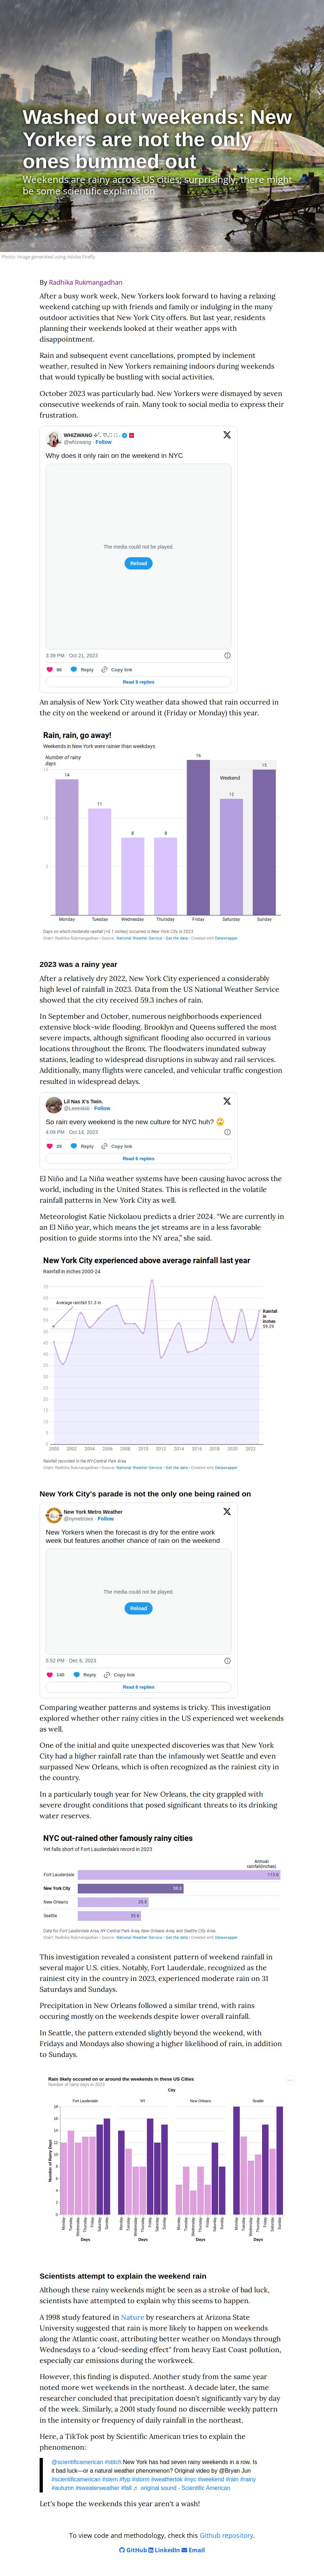 Washed out weekends: New
Yorkers are not the only
ones bummed out
Weekends are rainy across US cities; surprisingly, there might
be some scientific explanation
Photo: Image generated using Adobe Firefly
By Radhika Rukmangadhan
After a busy work week, New Yorkers look forward to having a relaxing
weekend catching up with friends and family or indulging in the many
outdoor activities that New York City offers. But last year, residents
planning their weekends looked at their weather apps with
disappointment.
Rain and subsequent event cancellations, prompted by inclement
weather, resulted in New Yorkers remaining indoors during weekends
that would typically be bustling with social activities.
October 2023 was particularly bad. New Yorkers were dismayed by seven
consecutive weekends of rain. Many took to social media to express their
frustration.
WHIZWANG
@whizwang · Follow
Why does it only rain on the weekend in NYC
The media could not be played.
Reload
3:39 PM · Oct 21, 2023
86 Reply Copy link
Read 9 replies
An analysis of New York City weather data showed that rain occurred in
the city on the weekend or around it (Friday or Monday) this year.
Rain, rain, go away!
Weekends in New York were rainier than weekdays
Number of rainy
days
15
10
5
14
11
8
8
16
12
15
Weekend
Monday Tuesday Wednesday Thursday Friday Saturday Sunday
Days on which moderate rainfall (>0.1 inches) occurred in New York City in 2023.
Chart: Radhika Rukmangadhan • Source: National Weather Service • Get the data • Created with Datawrapper
2023 was a rainy year
After a relatively dry 2022, New York City experienced a considerably
high level of rainfall in 2023. Data from the US National Weather Service
showed that the city received 59.3 inches of rain.
In September and October, numerous neighborhoods experienced
extensive block-wide flooding. Brooklyn and Queens suffered the most
severe impacts, although significant flooding also occurred in various
locations throughout the Bronx. The floodwaters inundated subway
stations, leading to widespread disruptions in subway and rail services.
Additionally, many flights were canceled, and vehicular traffic congestion
resulted in widespread delays.
Lil Nas X's Twin.
· Follow
So rain every weekend is the new culture for NYC huh? 🙄
4:09 PM · Oct 14, 2023
29 Reply Copy link
Read 6 replies
El Niño and La Niña weather systems have been causing havoc across the
world, including in the United States. This is reflected in the volatile
rainfall patterns in New York City as well.
Meteorologist Katie Nickolaou predicts a drier 2024. “We are currently in
an El Niño year, which means the jet streams are in a less favorable
position to guide storms into the NY area,” she said.
New York City experienced above average rainfall last year
Rainfall in inches 2000-24
70
65
60
55
50
45
40
35
30
25
20
15
10
5
0
Average rainfall 51.3 in
Rainfall
in
inches
59.29
2000 2002 2004 2006 2008 2010 2012 2014 2016 2018 2020 2022
Rainfall recorded in the NY-Central Park Area
Chart: Radhika Rukmangadhan • Source: National Weather Service • Get the data • Created with Datawrapper
New York City's parade is not the only one being rained on
New York Metro Weather
@nymetrowx · Follow
New Yorkers when the forecast is dry for the entire work
week but features another chance of rain on the weekend
The media could not be played.
Reload
5:52 PM · Dec 6, 2023
140 Reply Copy link
Read 6 replies
Comparing weather patterns and systems is tricky. This investigation
explored whether other rainy cities in the US experienced wet weekends
as well.
One of the initial and quite unexpected discoveries was that New York
City had a higher rainfall rate than the infamously wet Seattle and even
surpassed New Orleans, which is often recognized as the rainiest city in
the country.
In a particularly tough year for New Orleans, the city grappled with
severe drought conditions that posed significant threats to its drinking
water reserves.
NYC out-rained other famously rainy cities
Yet falls short of Fort Lauderdale's record in 2023
Annual
rainfall(inches)
Fort Lauderdale 113.6
New York City 59.3
New Orleans 39.9
Seattle 35.6
Data for Fort Lauderdale Area, NY-Central Park Area, New Orleans Area, and Seattle City Area.
Chart: Radhika Rukmangadhan • Source: National Weather Service • Get the data • Created with Datawrapper
This investigation revealed a consistent pattern of weekend rainfall in
several major U.S. cities. Notably, Fort Lauderdale, recognized as the
rainiest city in the country in 2023, experienced moderate rain on 31
Saturdays and Sundays.
Precipitation in New Orleans followed a similar trend, with rains
occuring mostly on the weekends despite lower overall rainfall.
In Seattle, the pattern extended slightly beyond the weekend, with
Fridays and Mondays also showing a higher likelihood of rain, in addition
to Sundays.
Rain likely occured on or around the weekends in these US Cities
Number of rainy days in 2023
City
Fort Lauderdale NY New Orleans Seattle
Number of Rainy Days
18
16
14
12
10
8
6
4
2
0
Monday Tuesday Wednesday Thursday Friday Saturday Sunday
Monday Tuesday Wednesday Thursday Friday Saturday Sunday
Monday Tuesday Wednesday Thursday Friday Saturday Sunday
Monday Tuesday Wednesday Thursday Friday Saturday Sunday
Days Days Days Days
Scientists attempt to explain the weekend rain
Although these rainy weekends might be seen as a stroke of bad luck,
scientists have attempted to explain why this seems to happen.
A 1998 study featured in Nature by researchers at Arizona State
University suggested that rain is more likely to happen on weekends
along the Atlantic coast, attributing better weather on Mondays through
Wednesdays to a "cloud-seeding effect" from heavy East Coast pollution,
especially car emissions during the workweek.
However, this finding is disputed. Another study from the same year
noted more wet weekends in the northeast. A decade later, the same
researcher concluded that precipitation doesn't significantly vary by day
of the week. Similarly, a 2001 study found no discernible weekly pattern
in the intensity or frequency of daily rainfall in the northeast.
Here, a TikTok post by Scientific American tries to explain the
phenomenon:
@scientificamerican #stitch New York has had seven rainy weekends in a row. Is
it bad luck—or a natural weather phenomenon? Original video by @Bryan Jun
#scientificamerican #stem #fyp #storm #weathertok #nyc #weekend #rain #rainy
#autumn #sweaterweather #fall ♬ original sound - Scientific American
Let's hope the weekends this year aren't a wash!
To view the code and methodology, check this Github repository.
GitHub LinkedIn Email